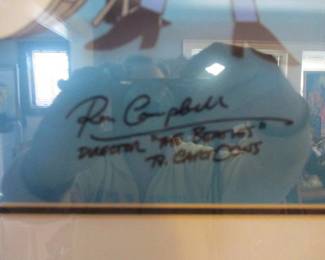 Ron Campbell
DIRECTOR "THE BEATLES"
TV. CARTOONS